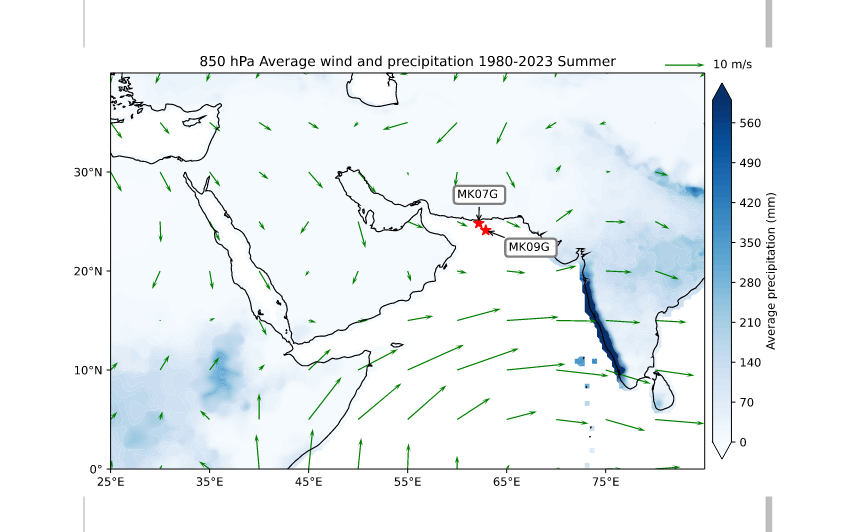 850 hPa Average wind and precipitation 1980-2023 Summer
10 m/s
MK07G
MK09G
30°N
20°N
10°N
0°
25°E
35°E
45°E
55°E
65°E
75°E
560
490
420
350
280
210
140
70
0
Average precipitation (mm)